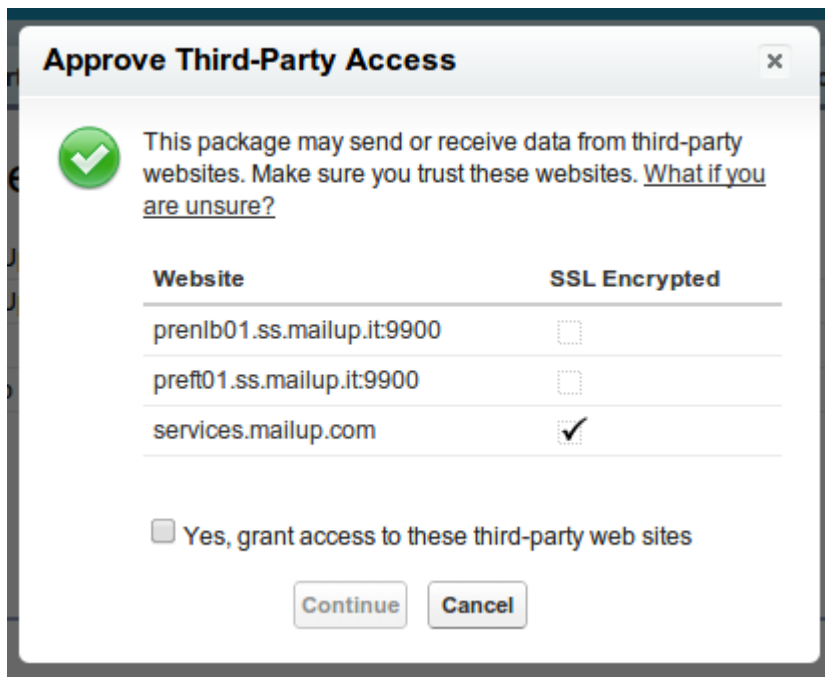 Approve Third-Party Access
This package may send or receive data from third-party
websites. Make sure you trust these websites. What if you
are unsure?
Website SSL Encrypted
prenlb01.ss.mailup.it:9900
preft01.ss.mailup.it:9900
services.mailup.com
Yes, grant access to these third-party web sites
Continue Cancel